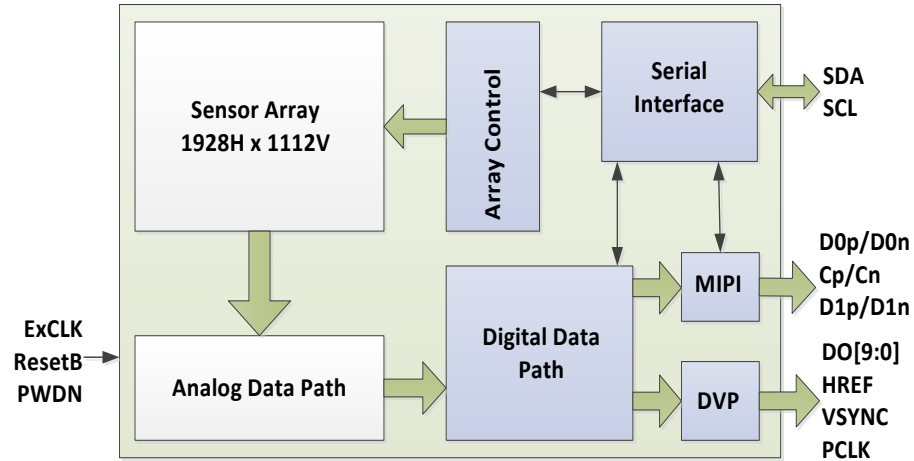 Sensor Array
1928H x 1112V
Array Control
Serial
Interface
SDA
SCL
ExCLK
ResetB
PWDN
Analog Data Path
Digital Data
Path
MIPI
D0p/D0n
Cp/Cn
D1p/D1n
DVP
DO[9:0]
HREF
VSYNC
PCLK